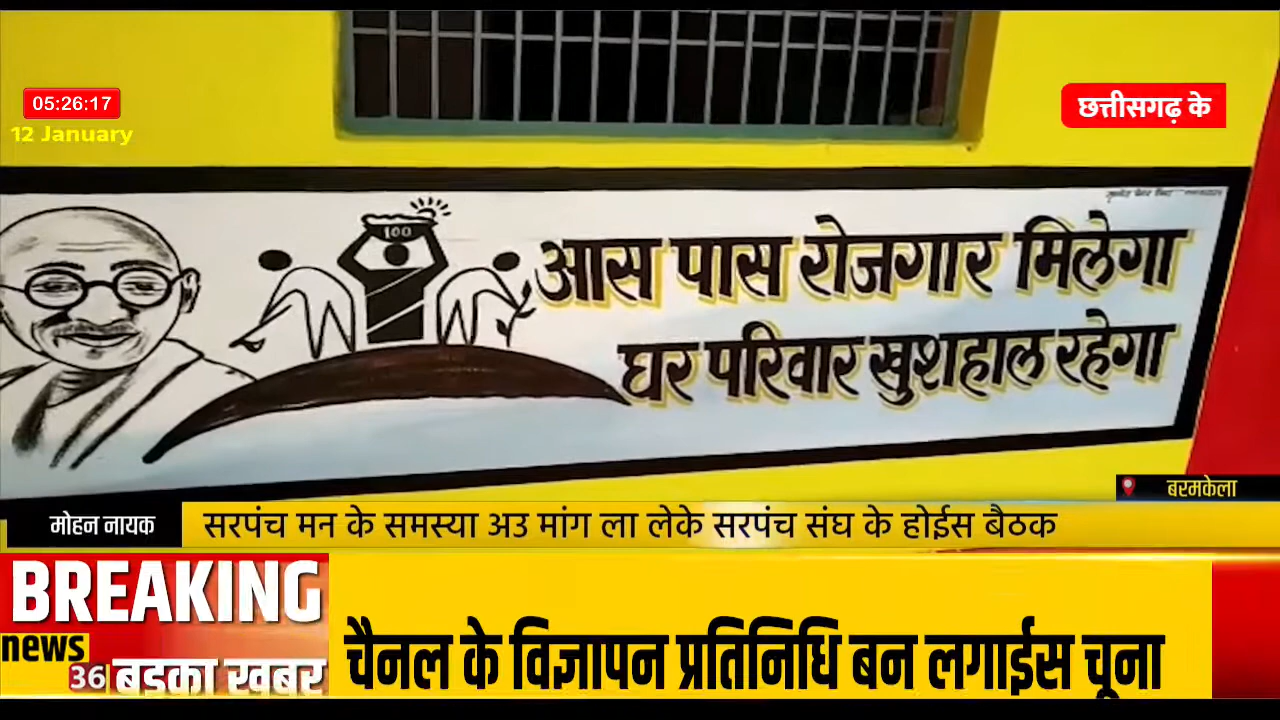 05:26:17
12 January
छत्तीसगढ़ के
100
आस पास रोजगार मिलेगा
घर परिवार खुशहाल रहेगा
बरमकेला
मोहन नायक
सरपंच मन के समस्या अउ मांग ला लेके सरपंच संघ के होईस बैठक
BREAKING
news
36 बड़का खबर
चैनल के विज्ञापन प्रतिनिधि बन लगाईस चूना